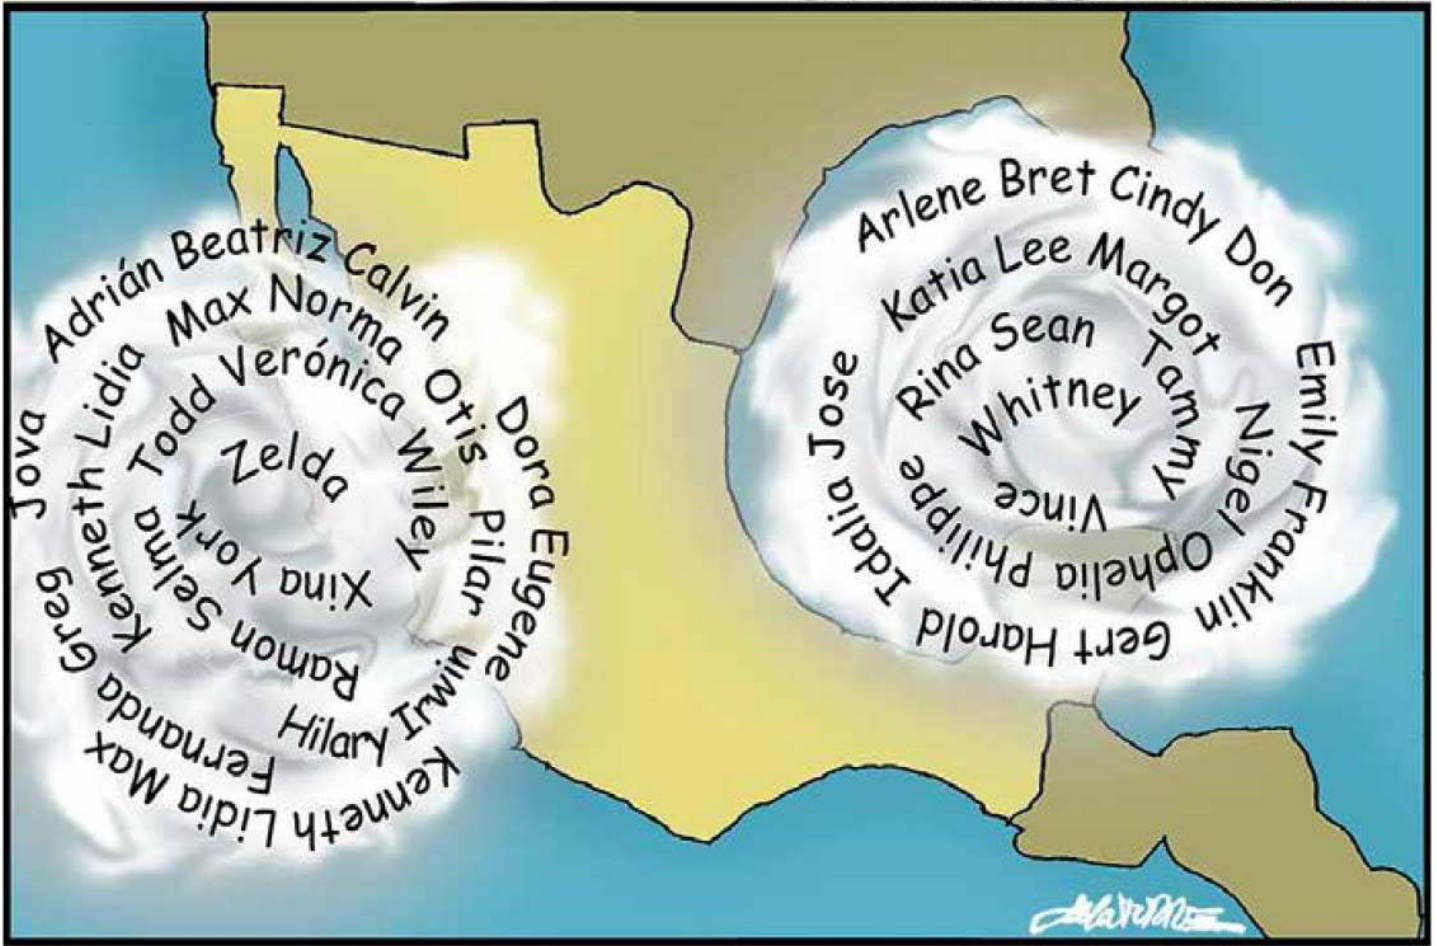 Adrián Beatriz Calvin
Dora Eugene
Kenneth Lidia Max
Fernanda Greg
Hilary Irwin
Jova
Kenneth Lidia
Max Norma
Otis Pilar
Ramon Selma
Todd Verónica Wiley
Xina York
Zelda
Arlene Bret Cindy Don
Emily Franklin
Gert Harold
Idalia Jose
Katia Lee Margot
Nigel Ophelia Philippe
Rina Sean
Tammy
Vince
Whitney